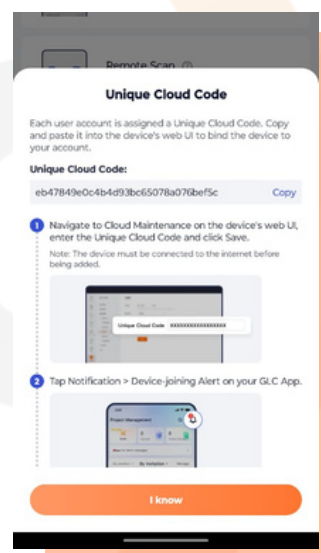 Remote Scan
Unique Cloud Code
Each user account is assigned a Unique Cloud Code. Copy
and paste it into the device's web UI to bind the device to
your account.
Unique Cloud Code:
eb47849e0c4b4d93bc65078a076bef5c Copy
1 Navigate to Cloud Maintenance on the device's web UI,
enter the Unique Cloud Code and click Save.
Note: The device must be connected to the internet before
being added.
Unique Cloud Code XXXXXXXXXXXXXXXXXX
2 Tap Notification > Device-joining Alert on your GLC App.
Project Management
By Invitation
Manage
I know